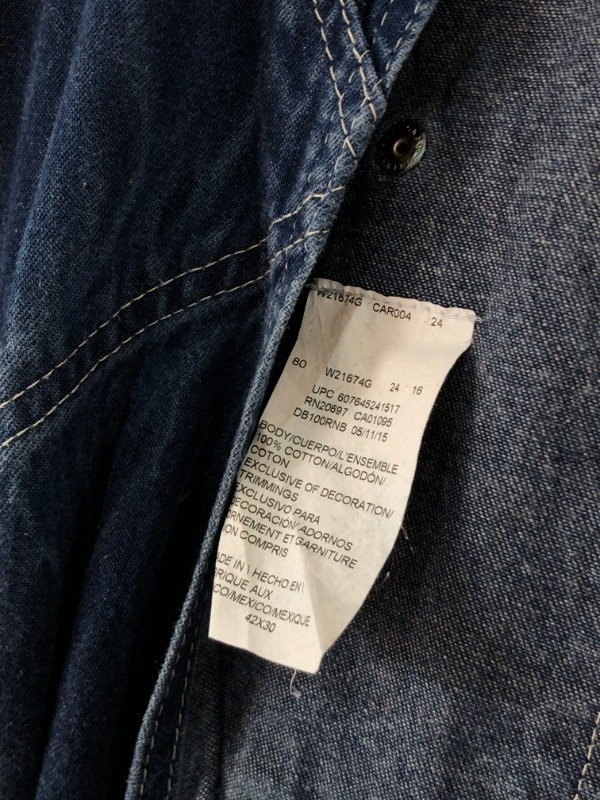 W21674G CAR004 24
80 W21674G 24 16
UPC 607645241517
RN20697 CA01095
DB100RNB 05/11/15
BODY/CUERPO/L'ENSEMBLE
100% COTTON/ALGODÓN/
COTON
EXCLUSIVE OF DECORATION/
TRIMMINGS
EXCLUSIVO PARA
DECORACIÓN/ADORNOS
ORNEMENT ET GARNITURE
NON COMPRIS
MADE IN \ HECHO EN\
RIQUE AUX
CO/MEXICO/MEXIQUE
42X30